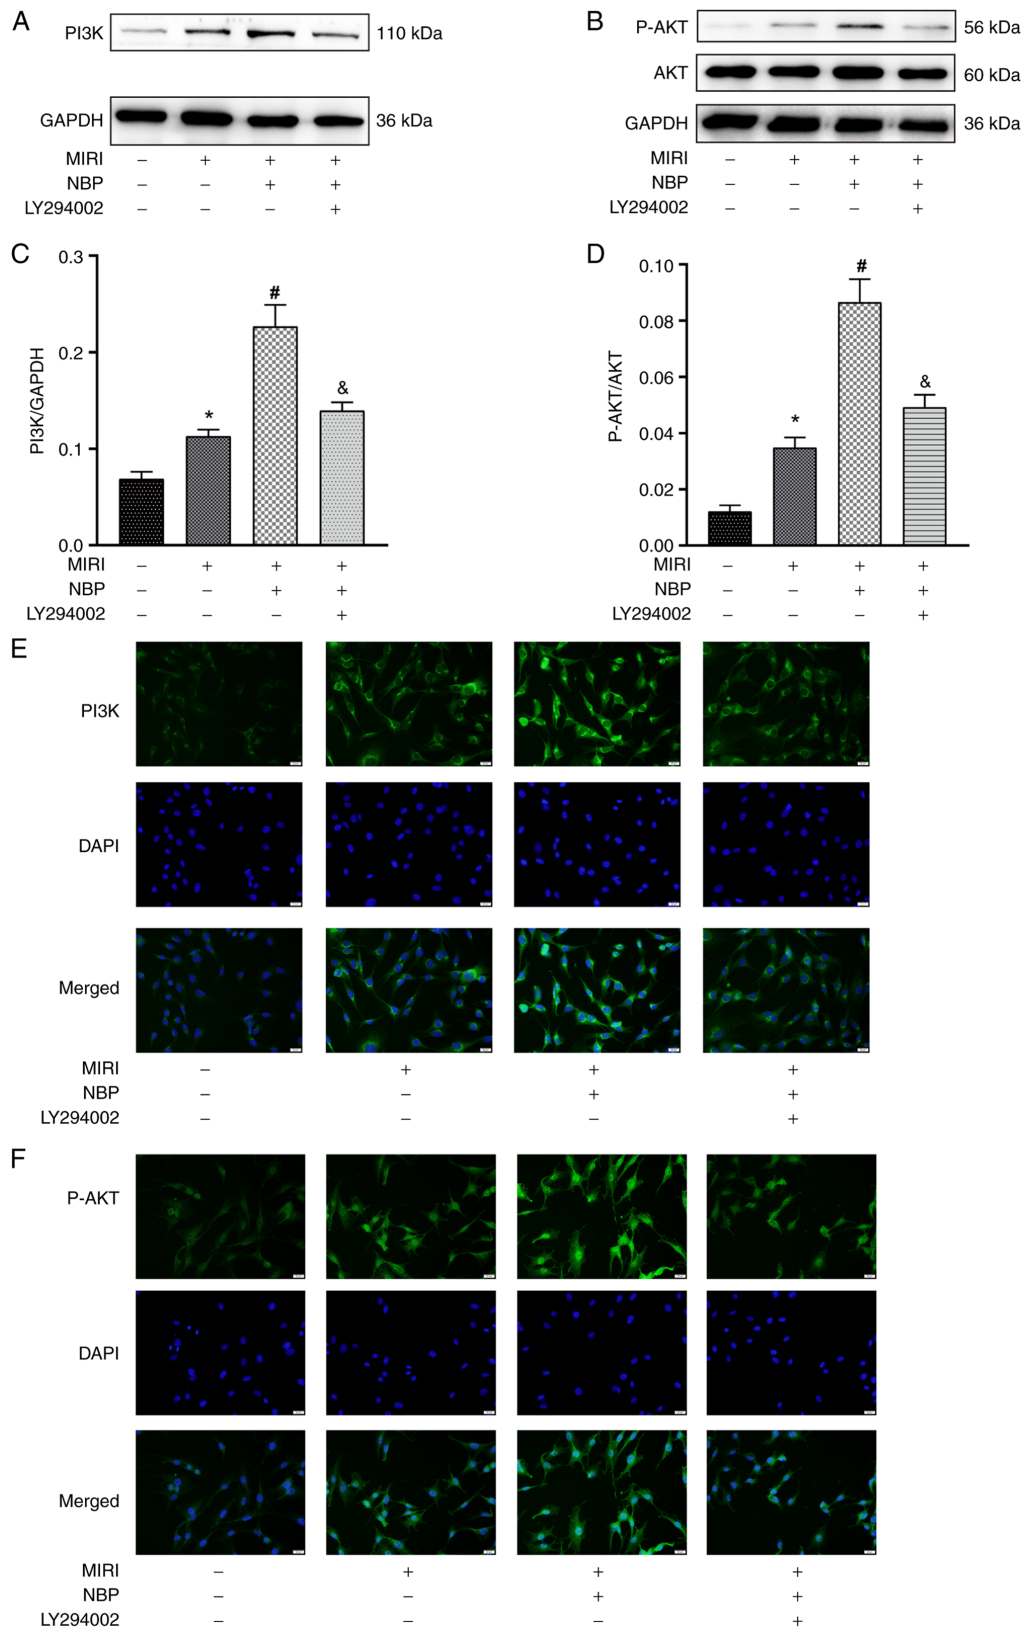 A
PI3K 110 kDa
GAPDH 36 kDa
MIRI – + + +
NBP – – + +
LY294002 – – – +
B
P-AKT 56 kDa
AKT 60 kDa
GAPDH 36 kDa
MIRI – + + +
NBP – – + +
LY294002 – – – +
C
PI3K/GAPDH
0.3
0.2
0.1
0.0
* # &
MIRI – + + +
NBP – – + +
LY294002 – – – +
D
P-AKT/AKT
0.10
0.08
0.06
0.04
0.02
0.00
* # &
MIRI – + + +
NBP – – + +
LY294002 – – – +
E
PI3K
DAPI
Merged
MIRI – + + +
NBP – – + +
LY294002 – – – +
F
P-AKT
DAPI
Merged
MIRI – + + +
NBP – – + +
LY294002 – – – +